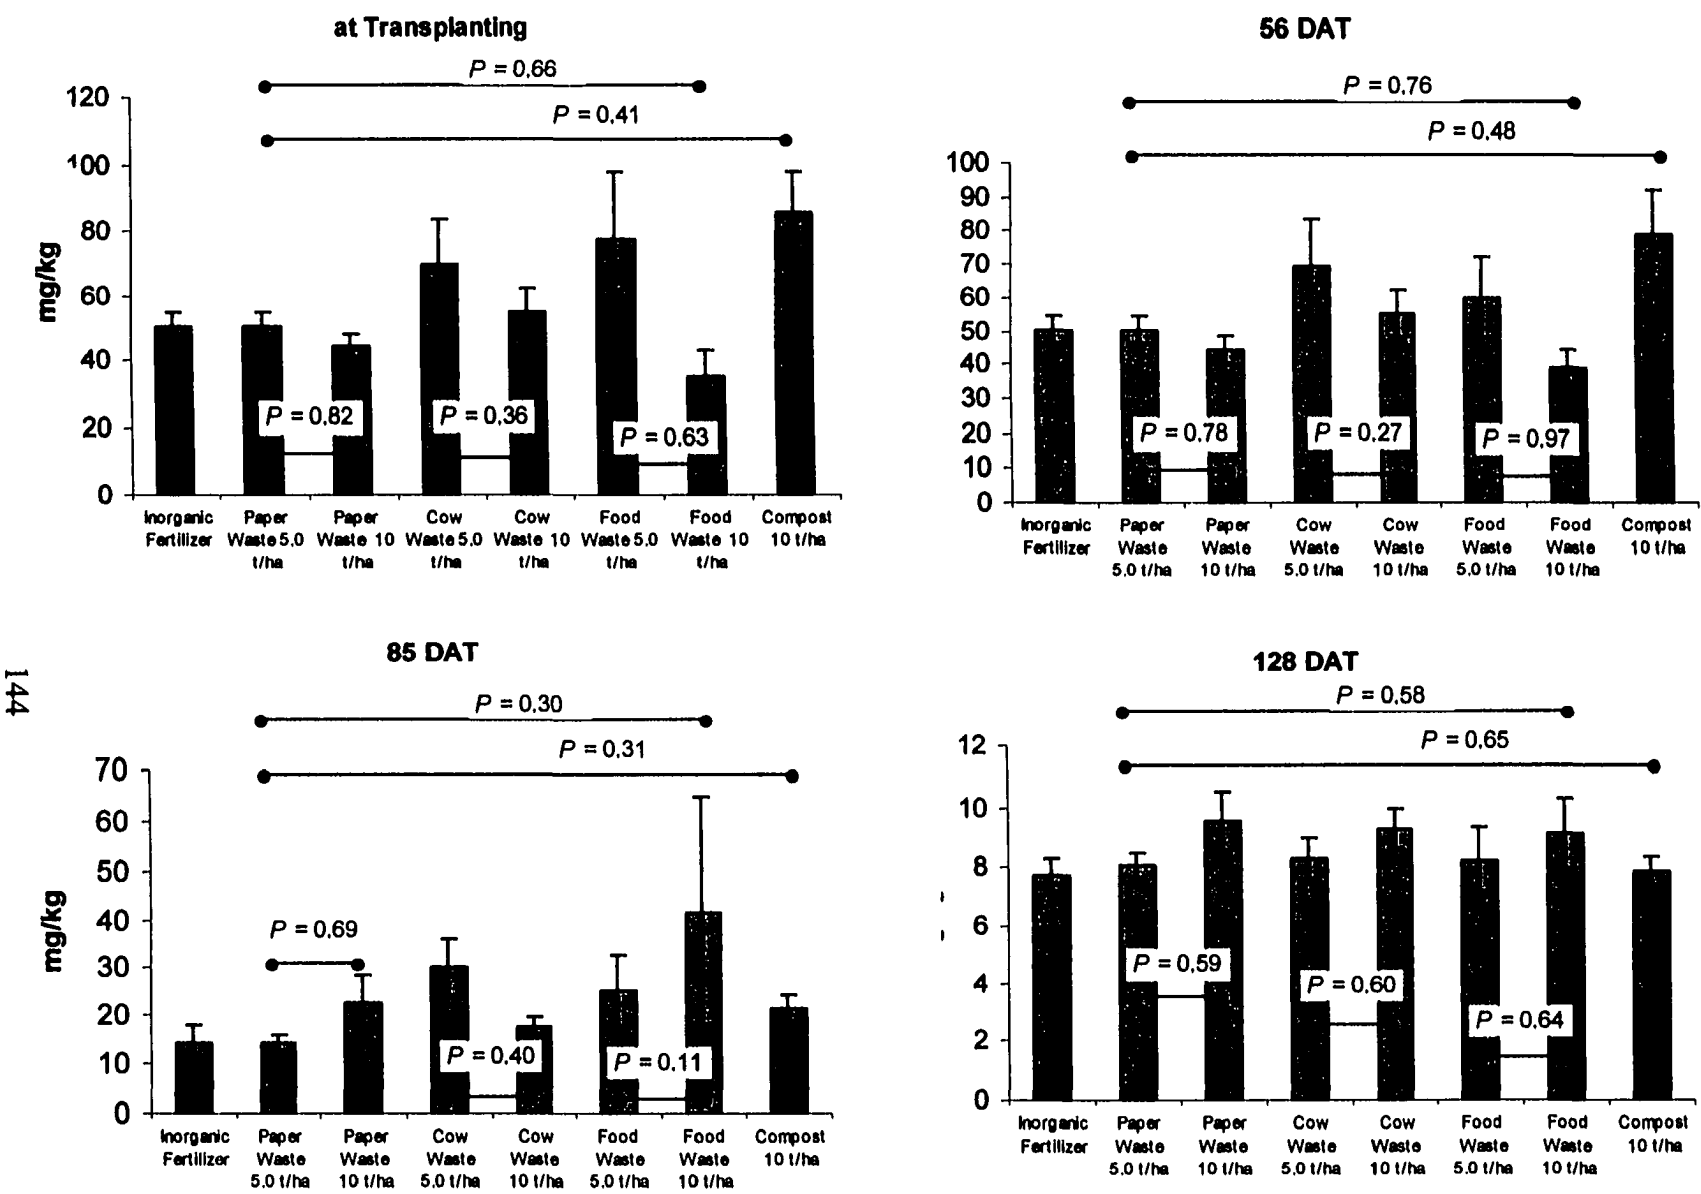 at Transplanting
P = 0.66
P = 0.41
120
100
80
60
40
20
0
mg/kg
P = 0.82
P = 0.36
P = 0.63
Inorganic Fertilizer
Paper Waste 5.0 t/ha
Paper Waste 10 t/ha
Cow Waste 5.0 t/ha
Cow Waste 10 t/ha
Food Waste 5.0 t/ha
Food Waste 10 t/ha
Compost 10 t/ha
56 DAT
P = 0.76
P = 0.48
100
90
80
70
60
50
40
30
20
10
0
P = 0.78
P = 0.27
P = 0.97
Inorganic Fertilizer
Paper Waste 5.0 t/ha
Paper Waste 10 t/ha
Cow Waste 5.0 t/ha
Cow Waste 10 t/ha
Food Waste 5.0 t/ha
Food Waste 10 t/ha
Compost 10 t/ha
144
85 DAT
P = 0.30
P = 0.31
70
60
50
40
30
20
10
0
mg/kg
P = 0.69
P = 0.40
P = 0.11
Inorganic Fertilizer
Paper Waste 5.0 t/ha
Paper Waste 10 t/ha
Cow Waste 5.0 t/ha
Cow Waste 10 t/ha
Food Waste 5.0 t/ha
Food Waste 10 t/ha
Compost 10 t/ha
128 DAT
P = 0.58
P = 0.65
12
10
8
6
4
2
0
P = 0.59
P = 0.60
P = 0.64
Inorganic Fertilizer
Paper Waste 5.0 t/ha
Paper Waste 10 t/ha
Cow Waste 5.0 t/ha
Cow Waste 10 t/ha
Food Waste 5.0 t/ha
Food Waste 10 t/ha
Compost 10 t/ha